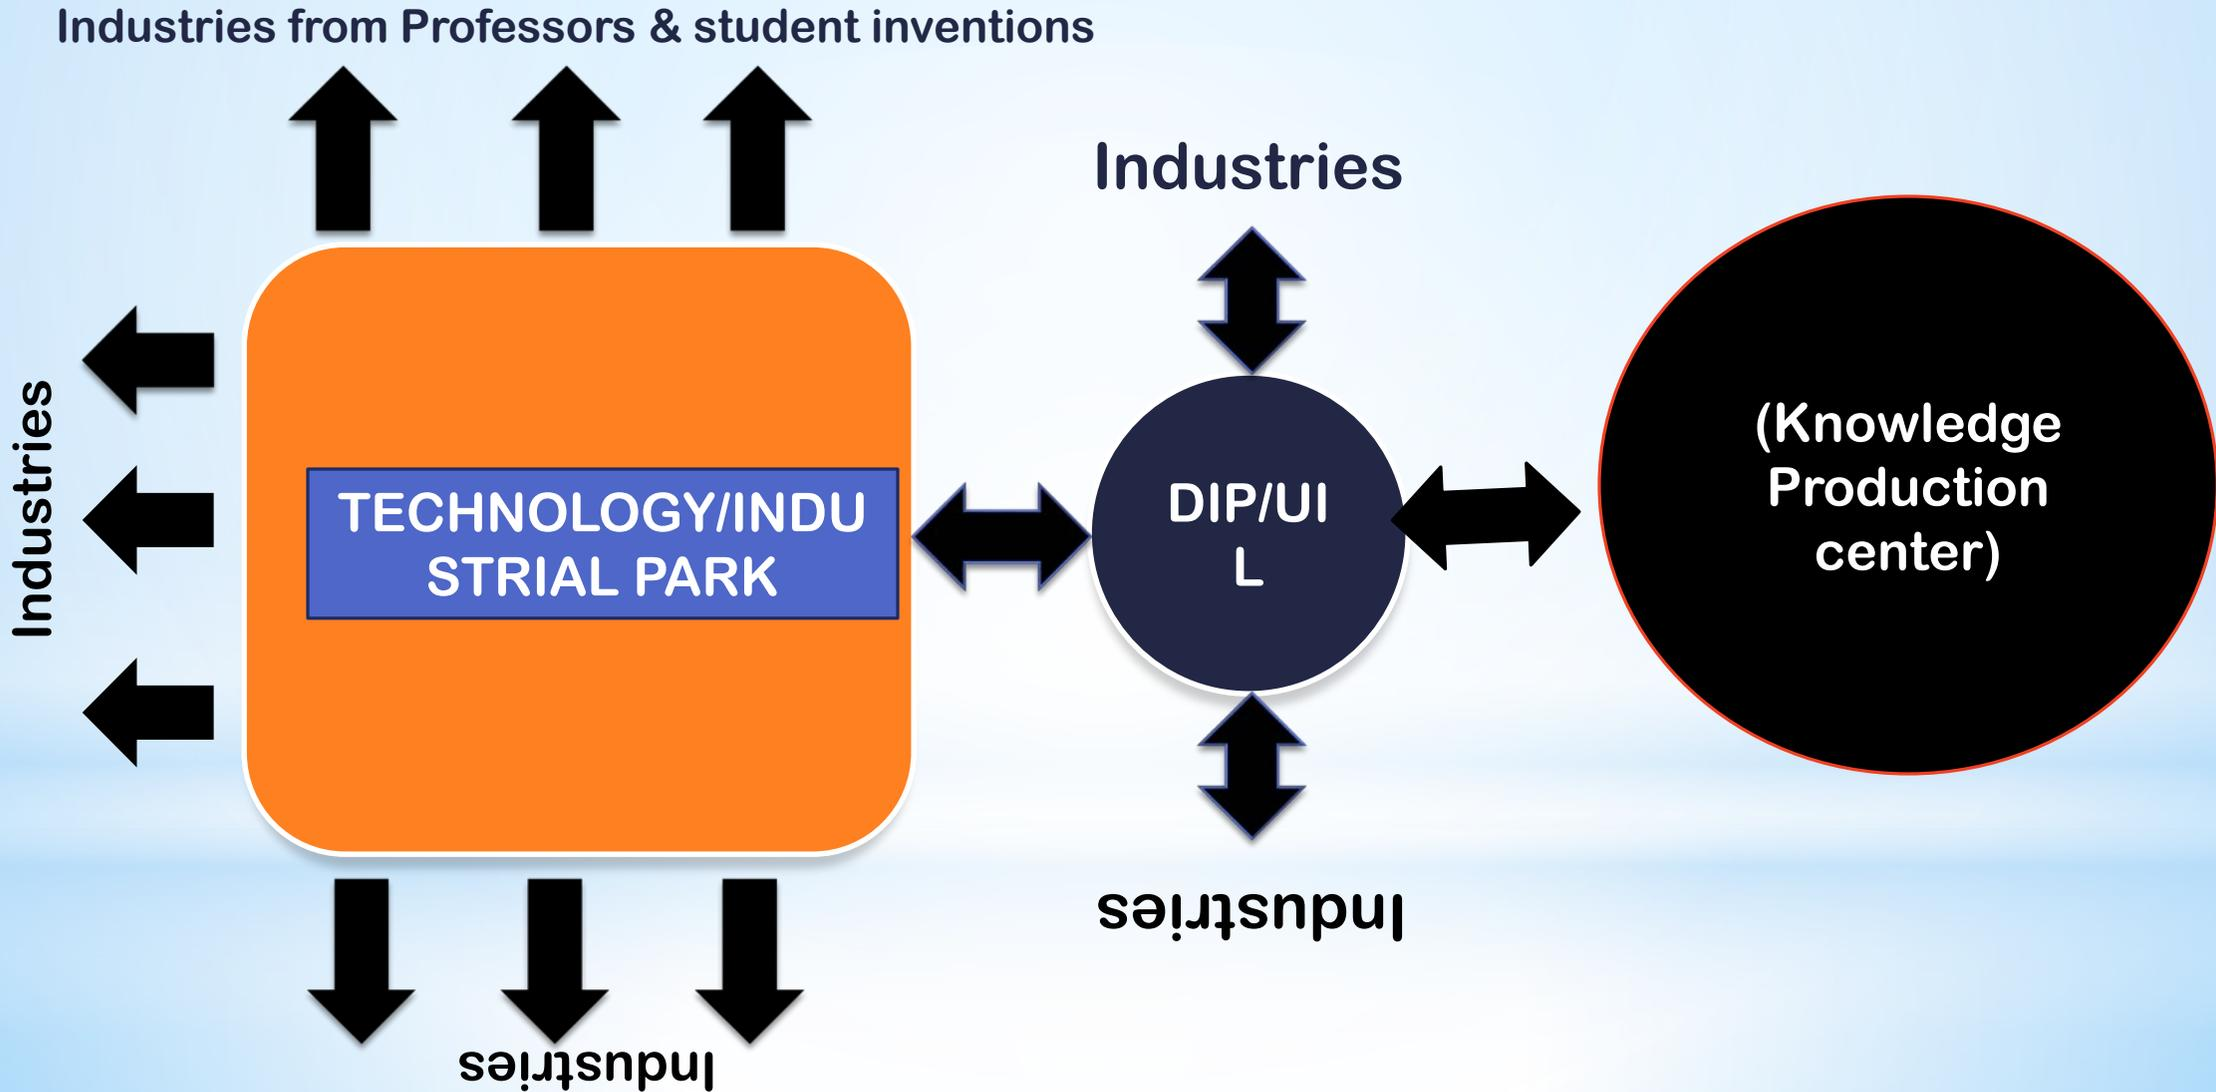 Industries from Professors & student inventions
Industries
Industries
TECHNOLOGY/INDU
STRIAL PARK
DIP/UI
L
(Knowledge
Production
center)
Industries
Industries